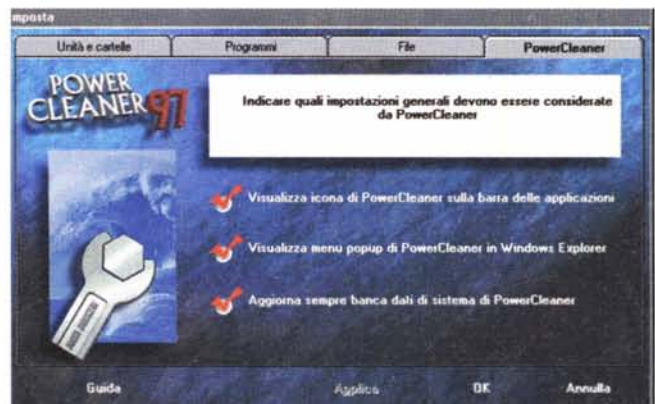 mposta
Unità e cartelle
Programmi
File
PowerCleaner
POWER
CLEANER 97
Indicare quali impostazioni generali devono essere considerate
da PowerCleaner
Visualizza icona di PowerCleaner sulla barra delle applicazioni
Visualizza menu popup di PowerCleaner in Windows Explorer
Aggiorna sempre banca dati di sistema di PowerCleaner
Guida
Applica
OK
Annulla